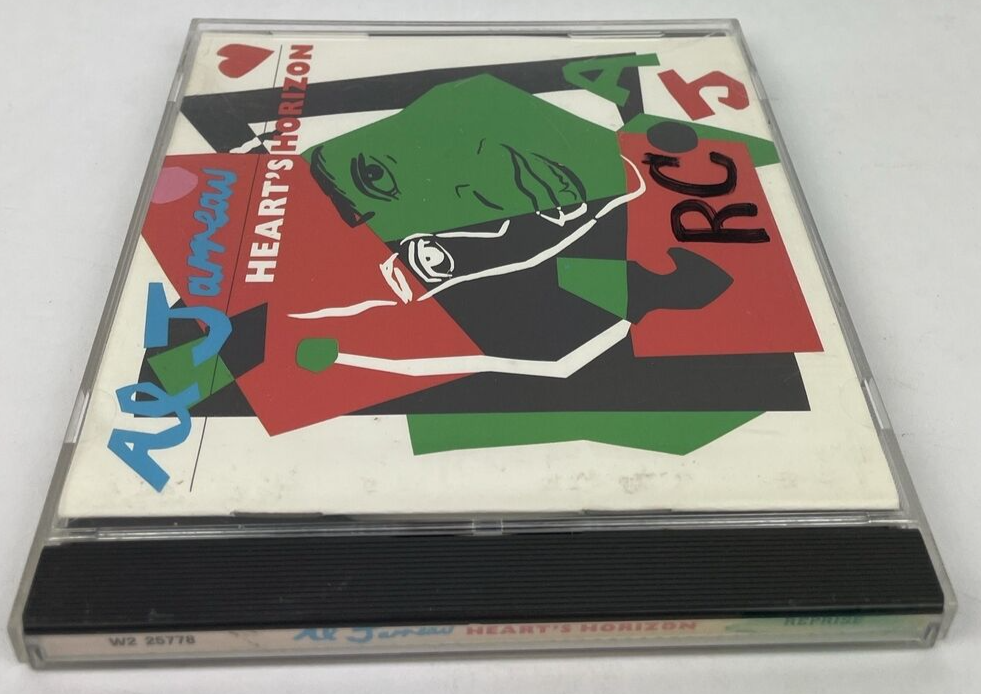 Al Jarreau
HEART'S HORIZON
A
J
RC
W2 25778
Al Jarreau HEART'S HORIZON
REPRISE